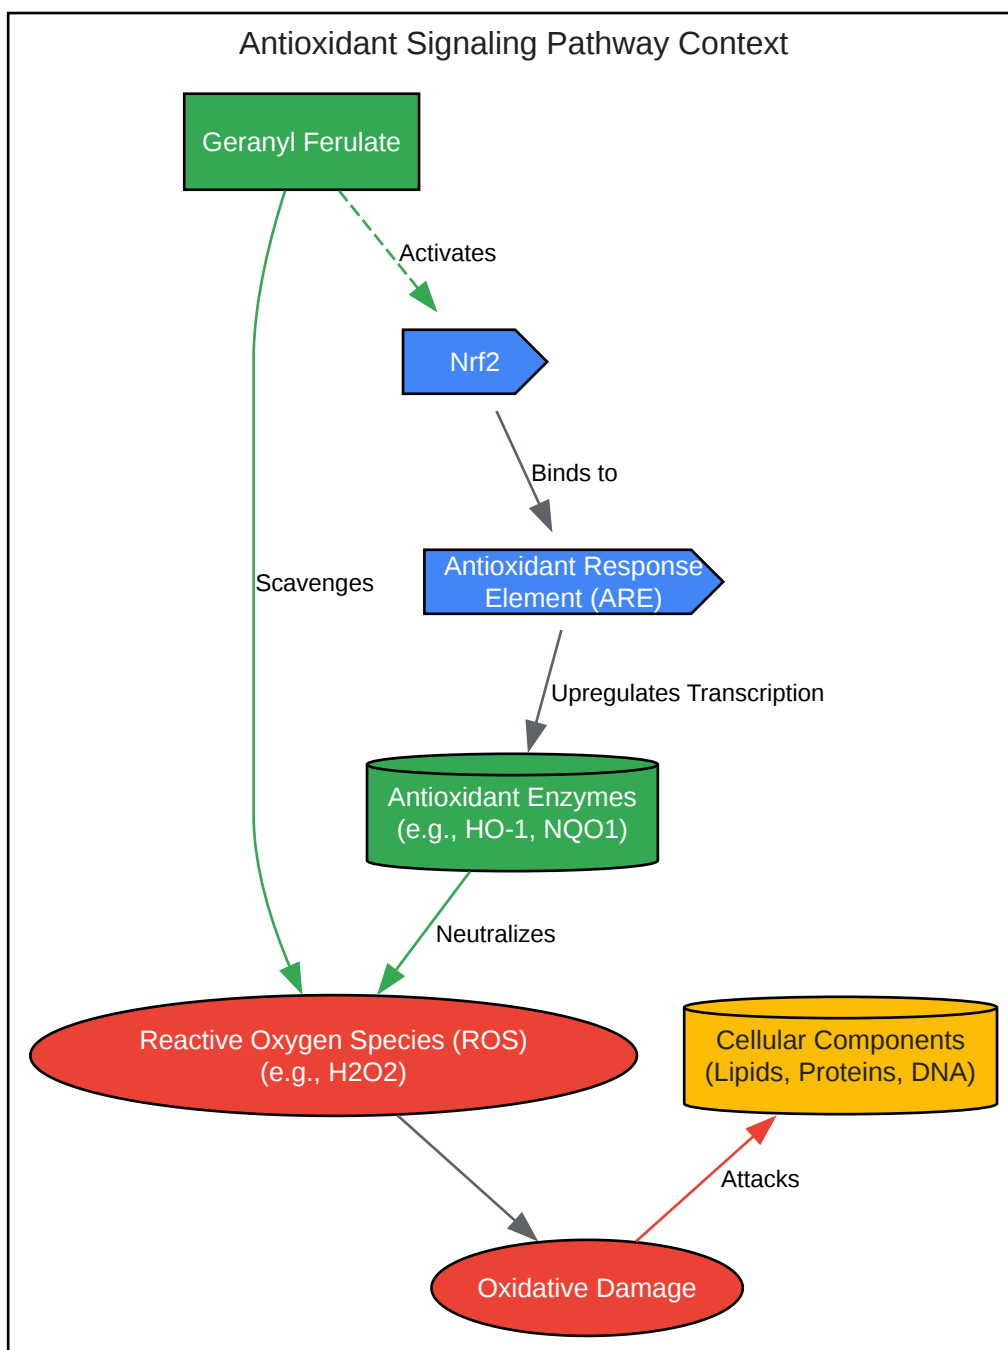 Antioxidant Signaling Pathway Context
Geranyl Ferulate
Activates
Nrf2
Binds to
Antioxidant Response
Element (ARE)
Scavenges
Upregulates Transcription
Antioxidant Enzymes
(e.g., HO-1, NQO1)
Neutralizes
Reactive Oxygen Species (ROS)
(e.g., H2O2)
Cellular Components
(Lipids, Proteins, DNA)
Attacks
Oxidative Damage